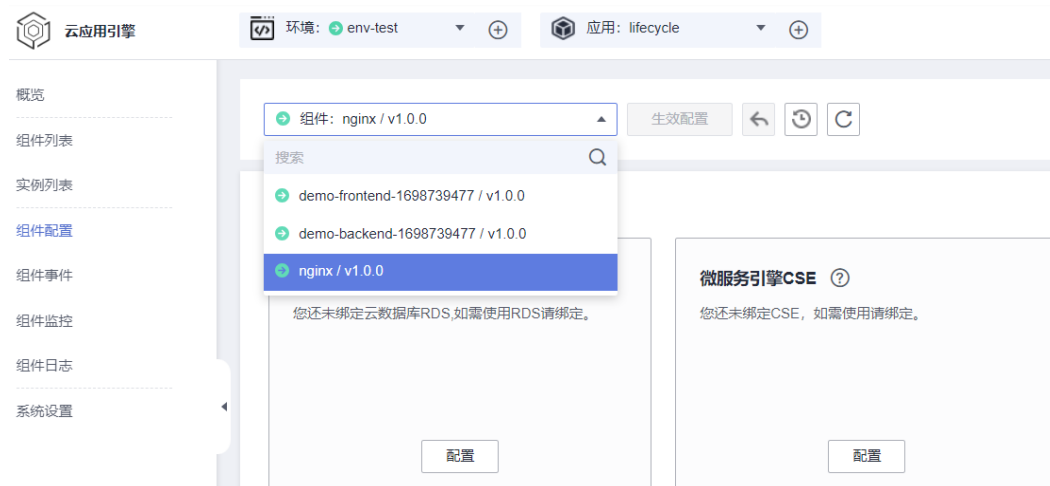 云应用引擎
环境: env-test
应用: lifecycle
概览
组件列表
实例列表
组件配置
组件事件
组件监控
组件日志
系统设置
组件: nginx / v1.0.0
生效配置
搜索
demo-frontend-1698739477 / v1.0.0
demo-backend-1698739477 / v1.0.0
nginx / v1.0.0
您还未绑定云数据库RDS,如需使用RDS请绑定。
配置
微服务引擎CSE
您还未绑定CSE，如需使用请绑定。
配置